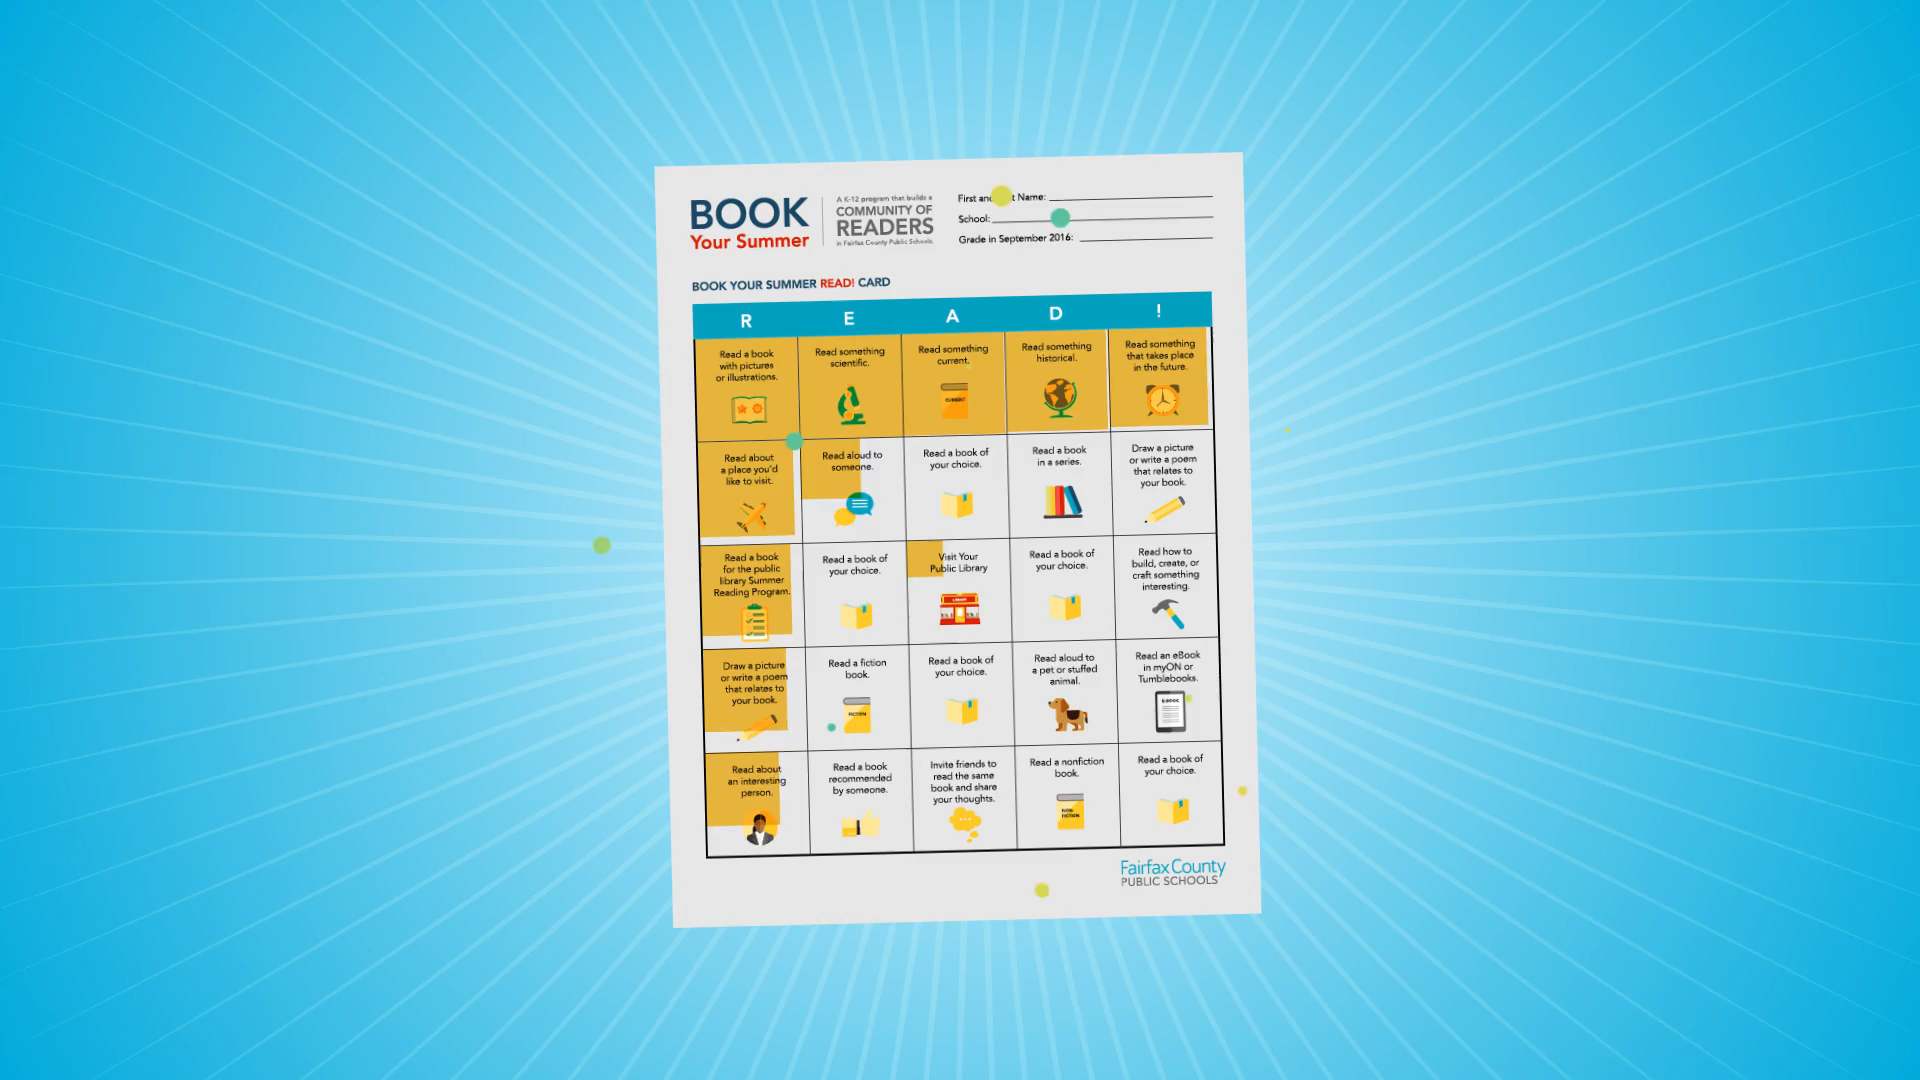 BOOK
Your Summer
A K-12 program that builds a
COMMUNITY OF
READERS
in Fairfax County Public Schools.
First and Name:
School:
Grade in September 2016:
BOOK YOUR SUMMER READ! CARD
R E A D !
Read a book
with pictures
or illustrations.
Read something
scientific.
Read something
current.
CURRENT
Read something
historical.
Read something
that takes place
in the future.
Read about
a place you'd
like to visit.
Read aloud to
someone.
Read a book of
your choice.
Read a book
in a series.
Draw a picture
or write a poem
that relates to
your book.
Read a book
for the public
library Summer
Reading Program.
Read a book of
your choice.
Visit Your
Public Library
LIBRARY
Read a book of
your choice.
Read how to
build, create, or
craft something
interesting.
Draw a picture
or write a poem
that relates to
your book.
Read a fiction
book.
FICTION
Read a book of
your choice.
Read aloud to
a pet or stuffed
animal.
Read an eBook
in myON or
Tumblebooks.
E-BOOK
Read about
an interesting
person.
Read a book
recommended
by someone.
Invite friends to
read the same
book and share
your thoughts.
Read a nonfiction
book.
NON-
FICTION
Read a book of
your choice.
Fairfax County
PUBLIC SCHOOLS